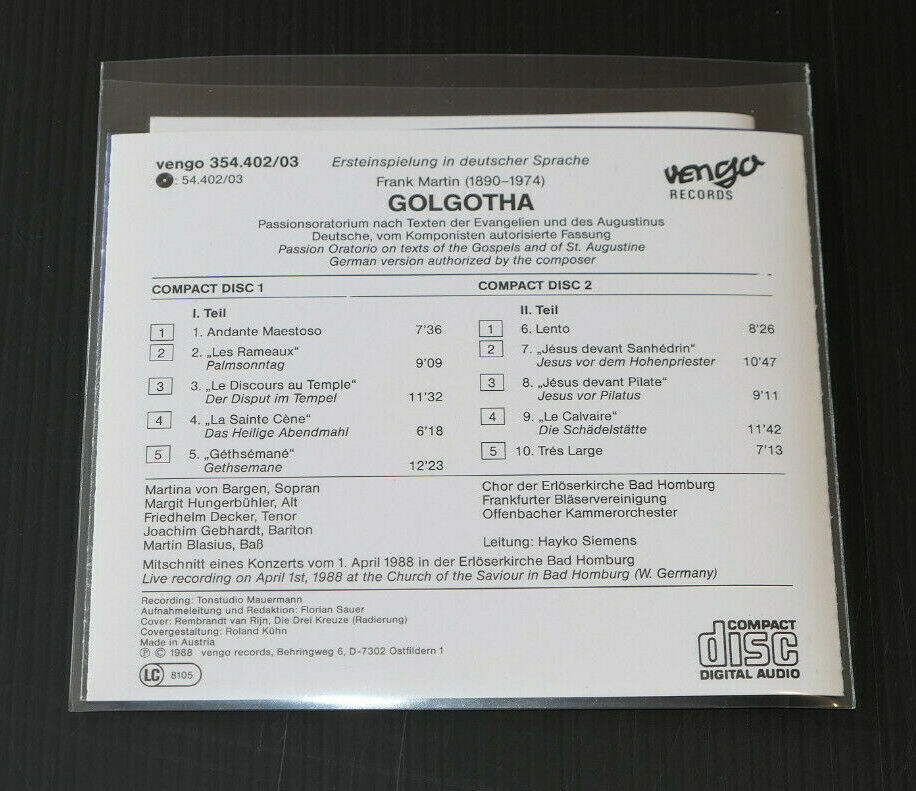 vengo 354.402/03
Ersteinspielung in deutscher Sprache
: 54.402/03
vengo
RECORDS
Frank Martin (1890–1974)
GOLGOTHA
Passionsoratorium nach Texten der Evangelien und des Augustinus
Deutsche, vom Komponisten autorisierte Fassung
Passion Oratorio on texts of the Gospels and of St. Augustine
German version authorized by the composer
COMPACT DISC 1
I. Teil
1 1. Andante Maestoso 7'36
2 2. „Les Rameaux“
Palmsonntag 9'09
3 3. „Le Discours au Temple“
Der Disput im Tempel 11'32
4 4. „La Sainte Cène“
Das Heilige Abendmahl 6'18
5 5. „Géthsémané“
Gethsemane 12'23
COMPACT DISC 2
II. Teil
1 6. Lento 8'26
2 7. „Jésus devant Sanhédrin“
Jesus vor dem Hohenpriester 10'47
3 8. „Jésus devant Pilate“
Jesus vor Pilatus 9'11
4 9. „Le Calvaire“
Die Schädelstätte 11'42
5 10. Trés Large 7'13
Martina von Bargen, Sopran
Margit Hungerbühler, Alt
Friedhelm Decker, Tenor
Joachim Gebhardt, Bariton
Martin Blasius, Baß
Chor der Erlöserkirche Bad Homburg
Frankfurter Bläservereinigung
Offenbacher Kammerorchester
Leitung: Hayko Siemens
Mitschnitt eines Konzerts vom 1. April 1988 in der Erlöserkirche Bad Homburg
Live recording on April 1st, 1988 at the Church of the Saviour in Bad Homburg (W. Germany)
Recording: Tonstudio Mauermann
Aufnahmeleitung und Redaktion: Florian Sauer
Cover: Rembrandt van Rijn, Die Drei Kreuze (Radierung)
Covergestaltung: Roland Kühn
Made in Austria
℗ © 1988 vengo records, Behringweg 6, D-7302 Ostfildern 1
LC 8105
COMPACT
disc
DIGITAL AUDIO